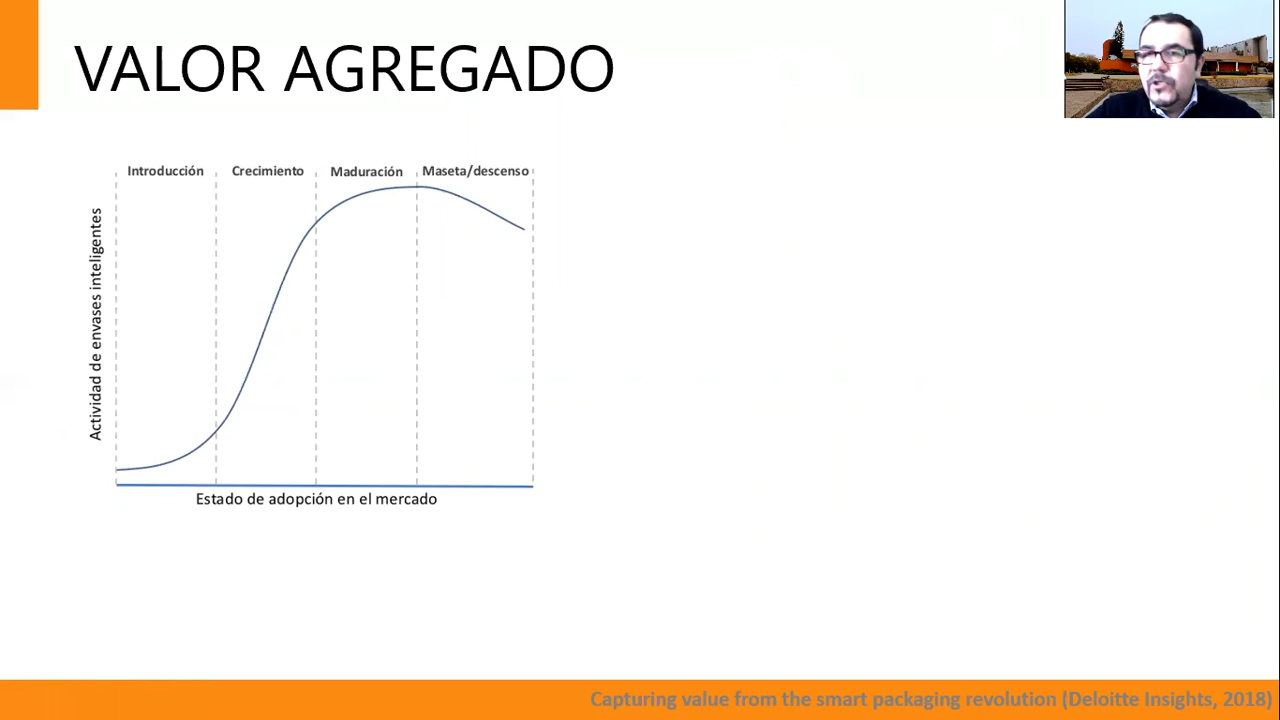 VALOR AGREGADO
Introducción
Crecimiento
Maduración
Maseta/descenso
Actividad de envases inteligentes
Estado de adopción en el mercado
Capturing value from the smart packaging revolution (Deloitte Insights, 2018)